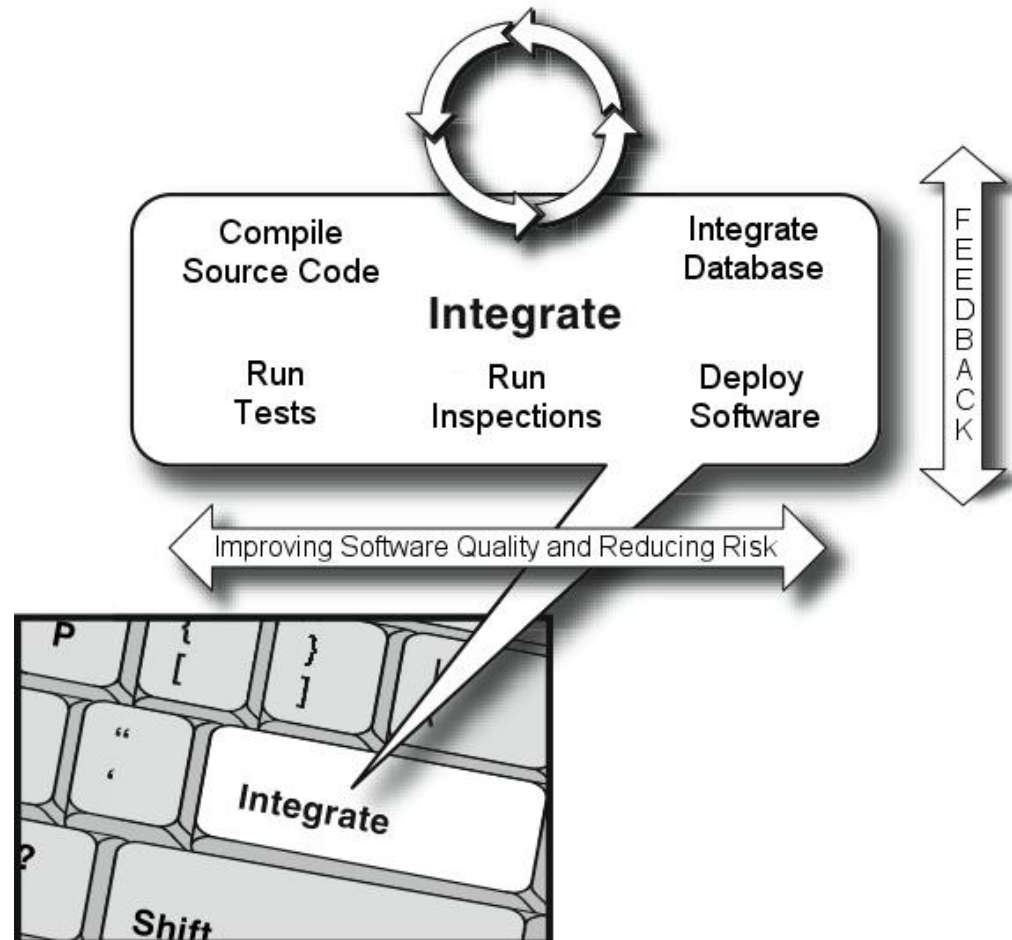 Compile
Source Code
Integrate
Database
Integrate
Run
Tests
Run
Inspections
Deploy
Software
FEEDBACK
Improving Software Quality and Reducing Risk
P
{
[
}
]
“
‘
Integrate
?
Shift